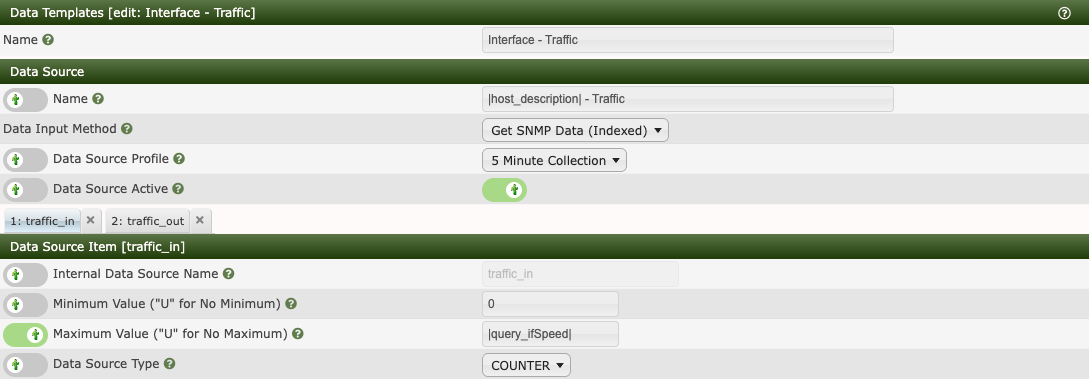 Data Templates [edit: Interface - Traffic]
Name Interface - Traffic
Data Source
Name |host_description| - Traffic
Data Input Method Get SNMP Data (Indexed)
Data Source Profile 5 Minute Collection
Data Source Active
1: traffic_in 2: traffic_out
Data Source Item [traffic_in]
Internal Data Source Name traffic_in
Minimum Value ("U" for No Minimum) 0
Maximum Value ("U" for No Maximum) |query_ifSpeed|
Data Source Type COUNTER